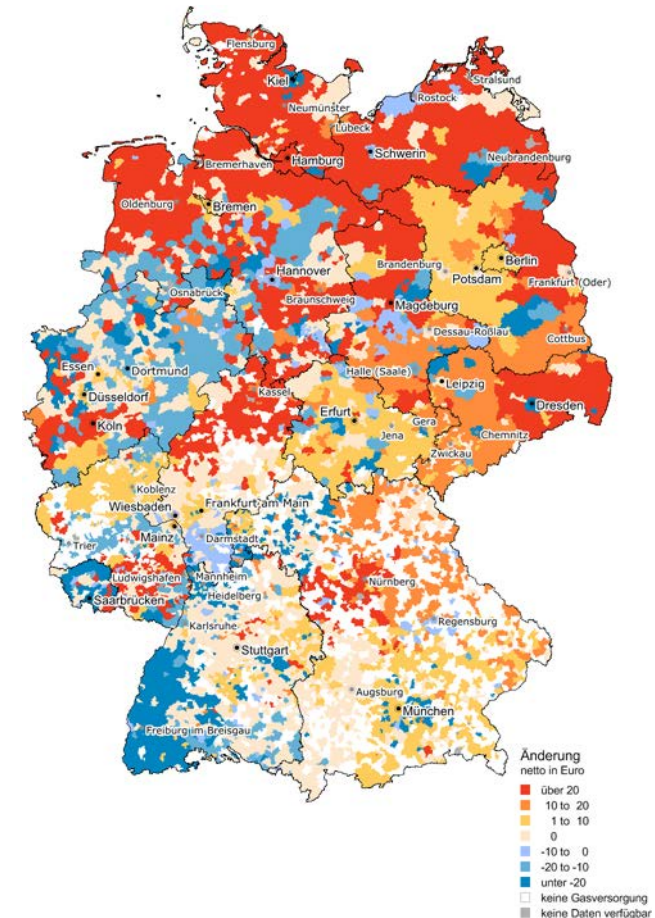 Flensburg
Kiel
Stralsund
Rostock
Neumünster
Lübeck
Schwerin
Neubrandenburg
Hamburg
Bremerhaven
Oldenburg
Bremen
Berlin
Brandenburg
Potsdam
Hannover
Frankfurt (Oder)
Osnabrück
Braunschweig
Magdeburg
Dessau-Roßlau
Cottbus
Essen
Dortmund
Halle (Saale)
Leipzig
Düsseldorf
Kassel
Dresden
Köln
Erfurt
Gera
Jena
Chemnitz
Zwickau
Koblenz
Wiesbaden
Frankfurt am Main
Mainz
Trier
Darmstadt
Ludwigshafen
Mannheim
Nürnberg
Saarbrücken
Heidelberg
Regensburg
Karlsruhe
Stuttgart
Augsburg
München
Freiburg im Breisgau
Änderung
netto in Euro
über 20
10 to 20
1 to 10
0
-10 to 0
-20 to -10
unter -20
keine Gasversorgung
keine Daten verfügbar